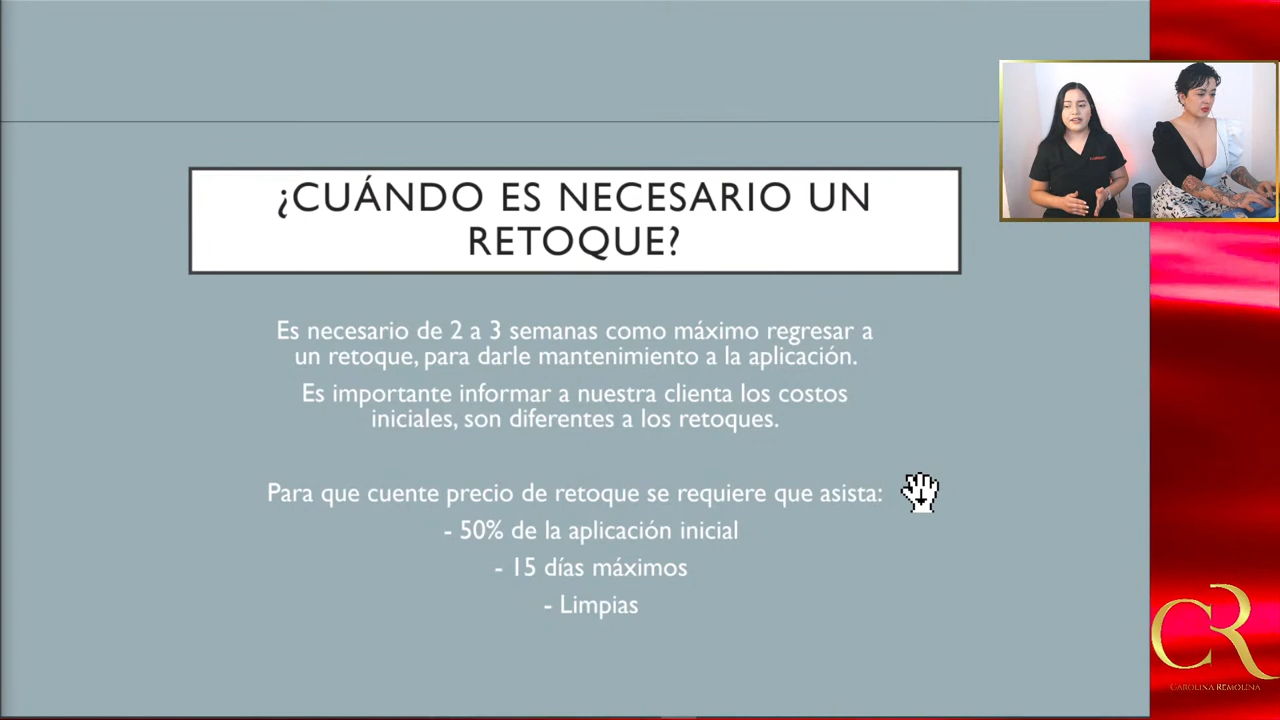 ¿CUÁNDO ES NECESARIO UN
RETOQUE?
Es necesario de 2 a 3 semanas como máximo regresar a
un retoque, para darle mantenimiento a la aplicación.
Es importante informar a nuestra clienta los costos
iniciales, son diferentes a los retoques.
Para que cuente precio de retoque se requiere que asista:
- 50% de la aplicación inicial
- 15 días máximos
- Limpias
CR
CAROLINA REMOLINA